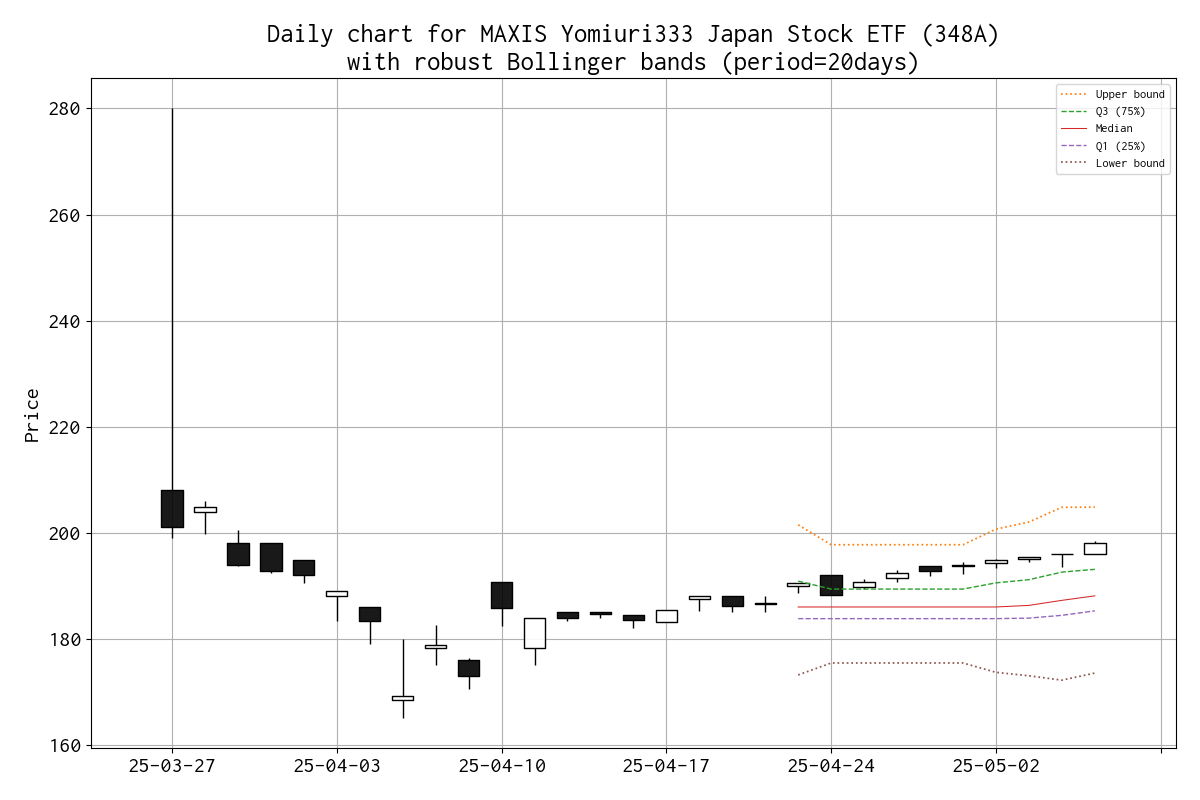 Daily chart for MAXIS Yomiuri333 Japan Stock ETF (348A)
with robust Bollinger bands (period=20days)
Upper bound
Q3 (75%)
Median
Q1 (25%)
Lower bound
Price
280
260
240
220
200
180
160
25-03-27
25-04-03
25-04-10
25-04-17
25-04-24
25-05-02